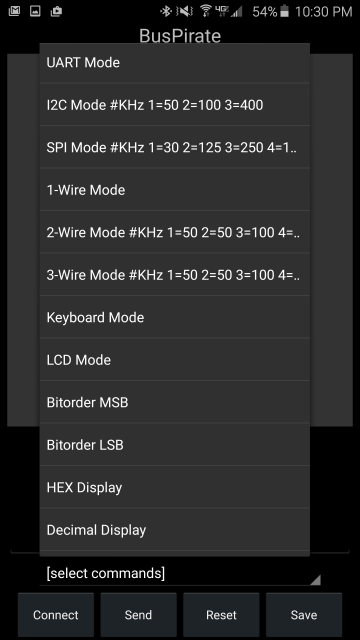 54% 10:30 PM
BusPirate
UART Mode
I2C Mode #KHz 1=50 2=100 3=400
SPI Mode #KHz 1=30 2=125 3=250 4=1..
1-Wire Mode
2-Wire Mode #KHz 1=50 2=50 3=100 4=..
3-Wire Mode #KHz 1=50 2=50 3=100 4=..
Keyboard Mode
LCD Mode
Bitorder MSB
Bitorder LSB
HEX Display
Decimal Display
[select commands]
Connect Send Reset Save